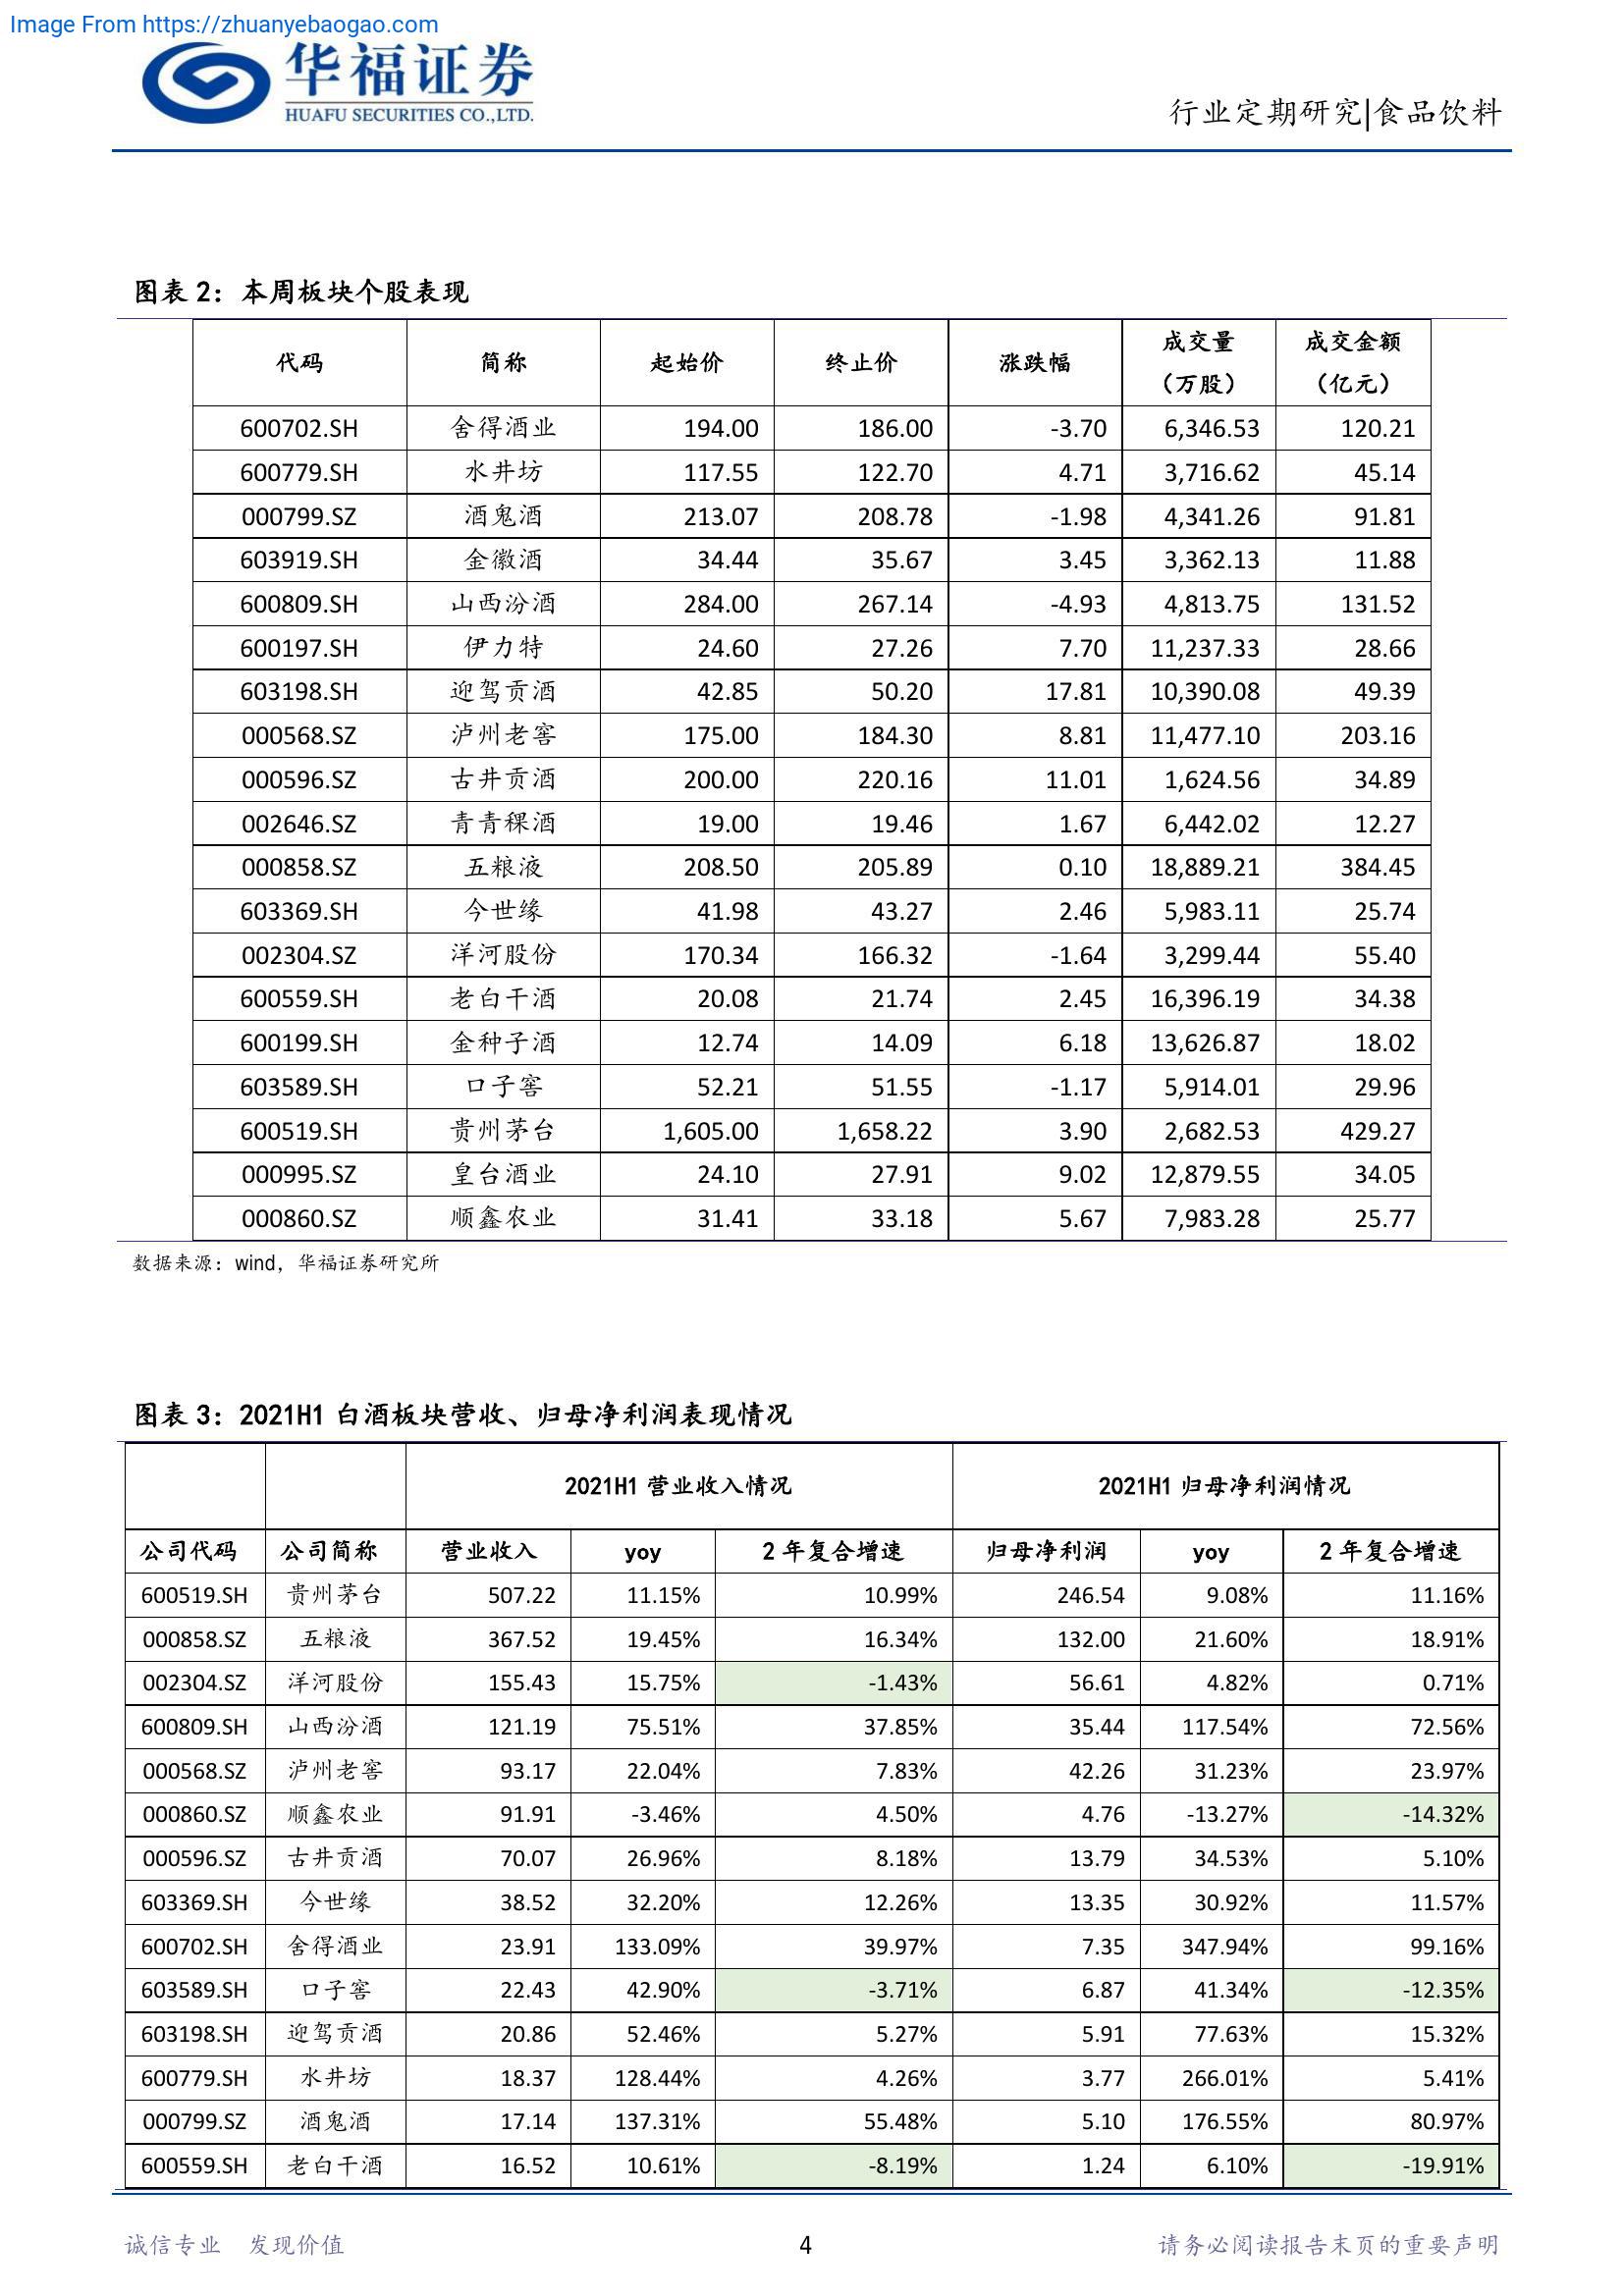 Image From https://zhuanyebaogao.com
华福证券
HUAFU SECURITIES CO.,LTD.
行业定期研究|食品饮料
图表 2：本周板块个股表现
代码 简称 起始价 终止价 涨跌幅 成交量（万股） 成交金额（亿元）
600702.SH 舍得酒业 194.00 186.00 -3.70 6,346.53 120.21
600779.SH 水井坊 117.55 122.70 4.71 3,716.62 45.14
000799.SZ 酒鬼酒 213.07 208.78 -1.98 4,341.26 91.81
603919.SH 金徽酒 34.44 35.67 3.45 3,362.13 11.88
600809.SH 山西汾酒 284.00 267.14 -4.93 4,813.75 131.52
600197.SH 伊力特 24.60 27.26 7.70 11,237.33 28.66
603198.SH 迎驾贡酒 42.85 50.20 17.81 10,390.08 49.39
000568.SZ 泸州老窖 175.00 184.30 8.81 11,477.10 203.16
000596.SZ 古井贡酒 200.00 220.16 11.01 1,624.56 34.89
002646.SZ 青青稞酒 19.00 19.46 1.67 6,442.02 12.27
000858.SZ 五粮液 208.50 205.89 0.10 18,889.21 384.45
603369.SH 今世缘 41.98 43.27 2.46 5,983.11 25.74
002304.SZ 洋河股份 170.34 166.32 -1.64 3,299.44 55.40
600559.SH 老白干酒 20.08 21.74 2.45 16,396.19 34.38
600199.SH 金种子酒 12.74 14.09 6.18 13,626.87 18.02
603589.SH 口子窖 52.21 51.55 -1.17 5,914.01 29.96
600519.SH 贵州茅台 1,605.00 1,658.22 3.90 2,682.53 429.27
000995.SZ 皇台酒业 24.10 27.91 9.02 12,879.55 34.05
000860.SZ 顺鑫农业 31.41 33.18 5.67 7,983.28 25.77
数据来源：wind，华福证券研究所
图表 3：2021H1 白酒板块营收、归母净利润表现情况
2021H1 营业收入情况 2021H1 归母净利润情况
公司代码 公司简称 营业收入 yoy 2 年复合增速 归母净利润 yoy 2 年复合增速
600519.SH 贵州茅台 507.22 11.15% 10.99% 246.54 9.08% 11.16%
000858.SZ 五粮液 367.52 19.45% 16.34% 132.00 21.60% 18.91%
002304.SZ 洋河股份 155.43 15.75% -1.43% 56.61 4.82% 0.71%
600809.SH 山西汾酒 121.19 75.51% 37.85% 35.44 117.54% 72.56%
000568.SZ 泸州老窖 93.17 22.04% 7.83% 42.26 31.23% 23.97%
000860.SZ 顺鑫农业 91.91 -3.46% 4.50% 4.76 -13.27% -14.32%
000596.SZ 古井贡酒 70.07 26.96% 8.18% 13.79 34.53% 5.10%
603369.SH 今世缘 38.52 32.20% 12.26% 13.35 30.92% 11.57%
600702.SH 舍得酒业 23.91 133.09% 39.97% 7.35 347.94% 99.16%
603589.SH 口子窖 22.43 42.90% -3.71% 6.87 41.34% -12.35%
603198.SH 迎驾贡酒 20.86 52.46% 5.27% 5.91 77.63% 15.32%
600779.SH 水井坊 18.37 128.44% 4.26% 3.77 266.01% 5.41%
000799.SZ 酒鬼酒 17.14 137.31% 55.48% 5.10 176.55% 80.97%
600559.SH 老白干酒 16.52 10.61% -8.19% 1.24 6.10% -19.91%
诚信专业 发现价值 4 请务必阅读报告末页的重要声明